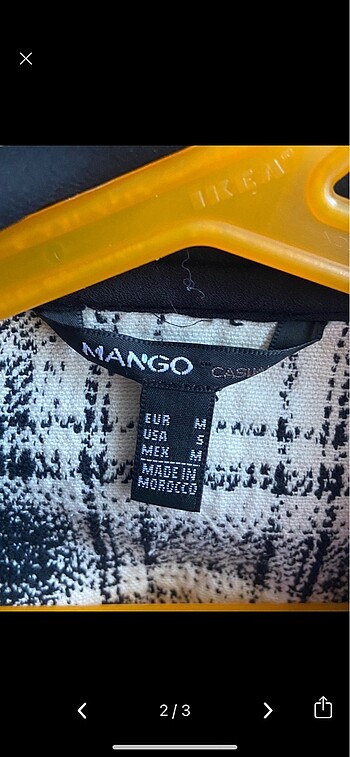 IKEA
MANGO
EUR M
USA S
MEX M
MADE IN
MOROCCO
2/3